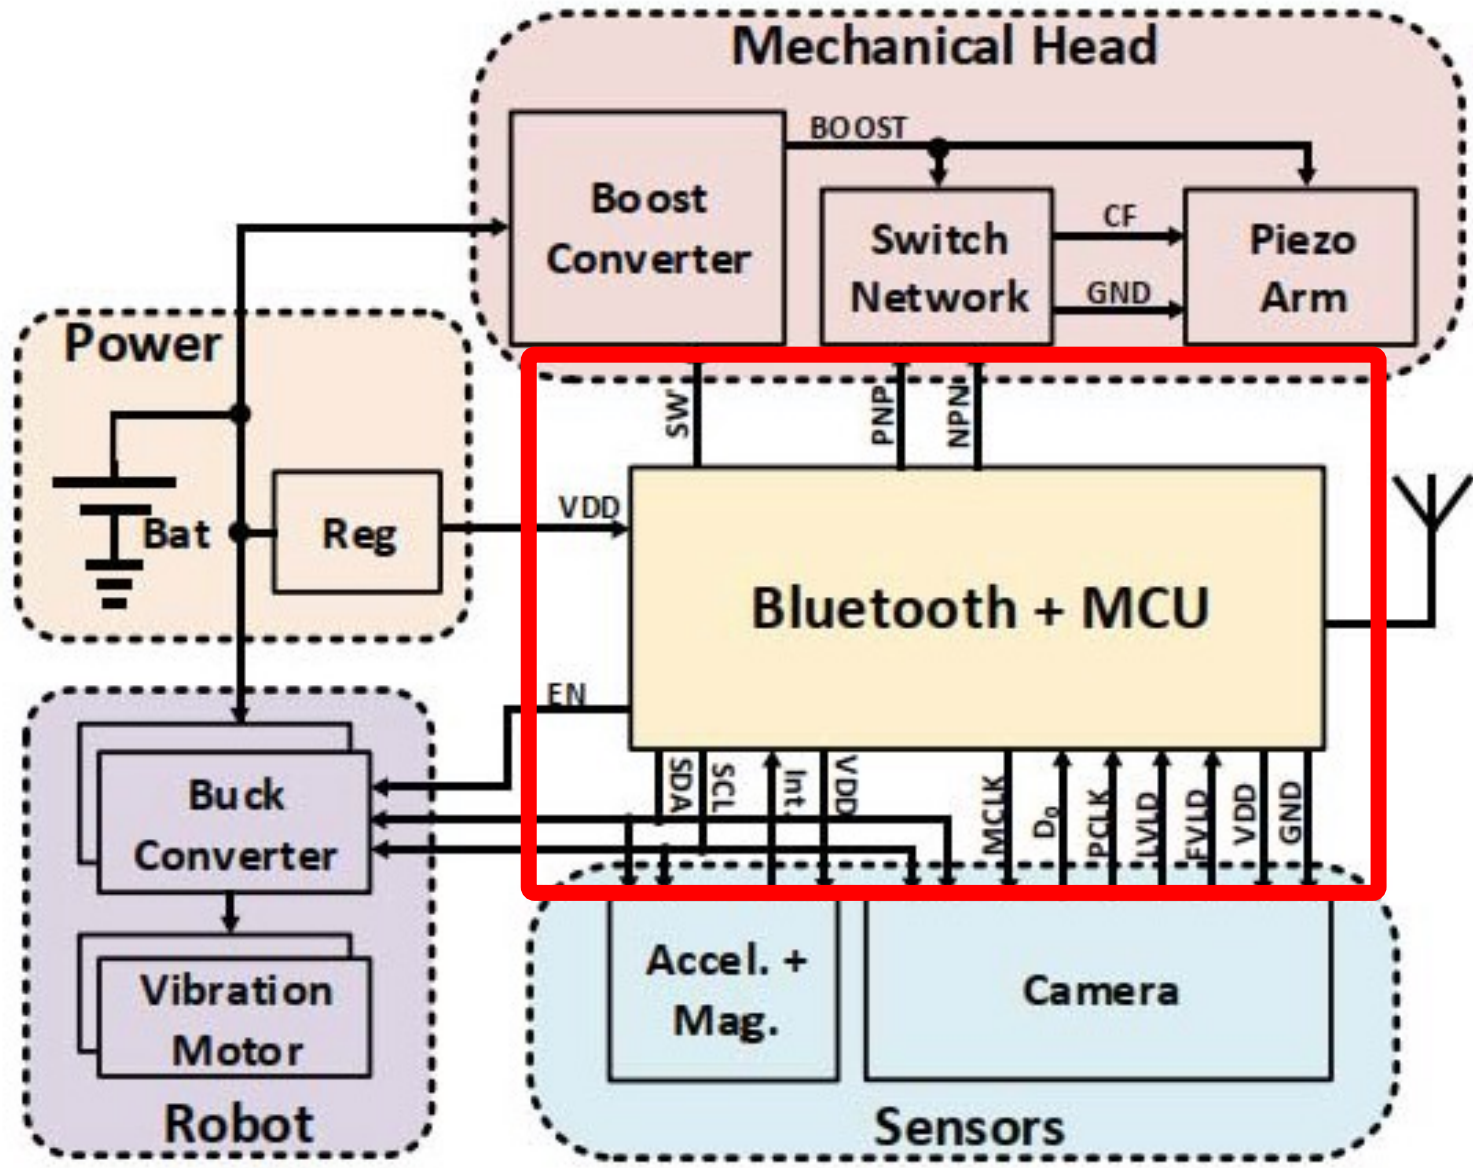 Mechanical Head
BOOST
Boost
Converter
Switch
Network
CF
GND
Piezo
Arm
Power
Bat
Reg
SW
PNP
NPN
VDD
Bluetooth + MCU
EN
SDA
SCL
Int.
VDD
MCLK
D₀
PCLK
LVLD
FVLD
VDD
GND
Buck
Converter
Vibration
Motor
Robot
Accel. +
Mag.
Camera
Sensors